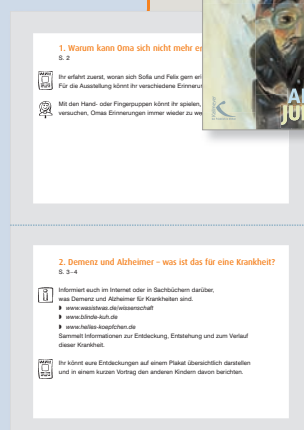 1. Warum kann Oma sich nicht mehr
S. 2
Ihr erfahrt zuerst, woran sich Sofia und Felix gern
Für die Ausstellung könnt ihr verschiedene
Mit den Hand- oder Fingerpuppen könnt ihr spielen,
versuchen, Omas Erinnerungen immer wieder zu
2. Demenz und Alzheimer – was ist das für eine Krankheit?
S. 3–4
Informiert euch im Internet oder in Sachbüchern darüber,
was Demenz und Alzheimer für Krankheiten sind.
www.wasistwas.de/wissenschaft
www.blinde-kuh.de
www.helles-koepfchen.de
Sammelt Informationen zur Entdeckung, Entstehung und zum Verlauf
dieser Krankheit.
Ihr könnt eure Entdeckungen auf einem Plakat übersichtlich darstellen
und in einem kurzen Vortrag den anderen Kindern davon berichten.